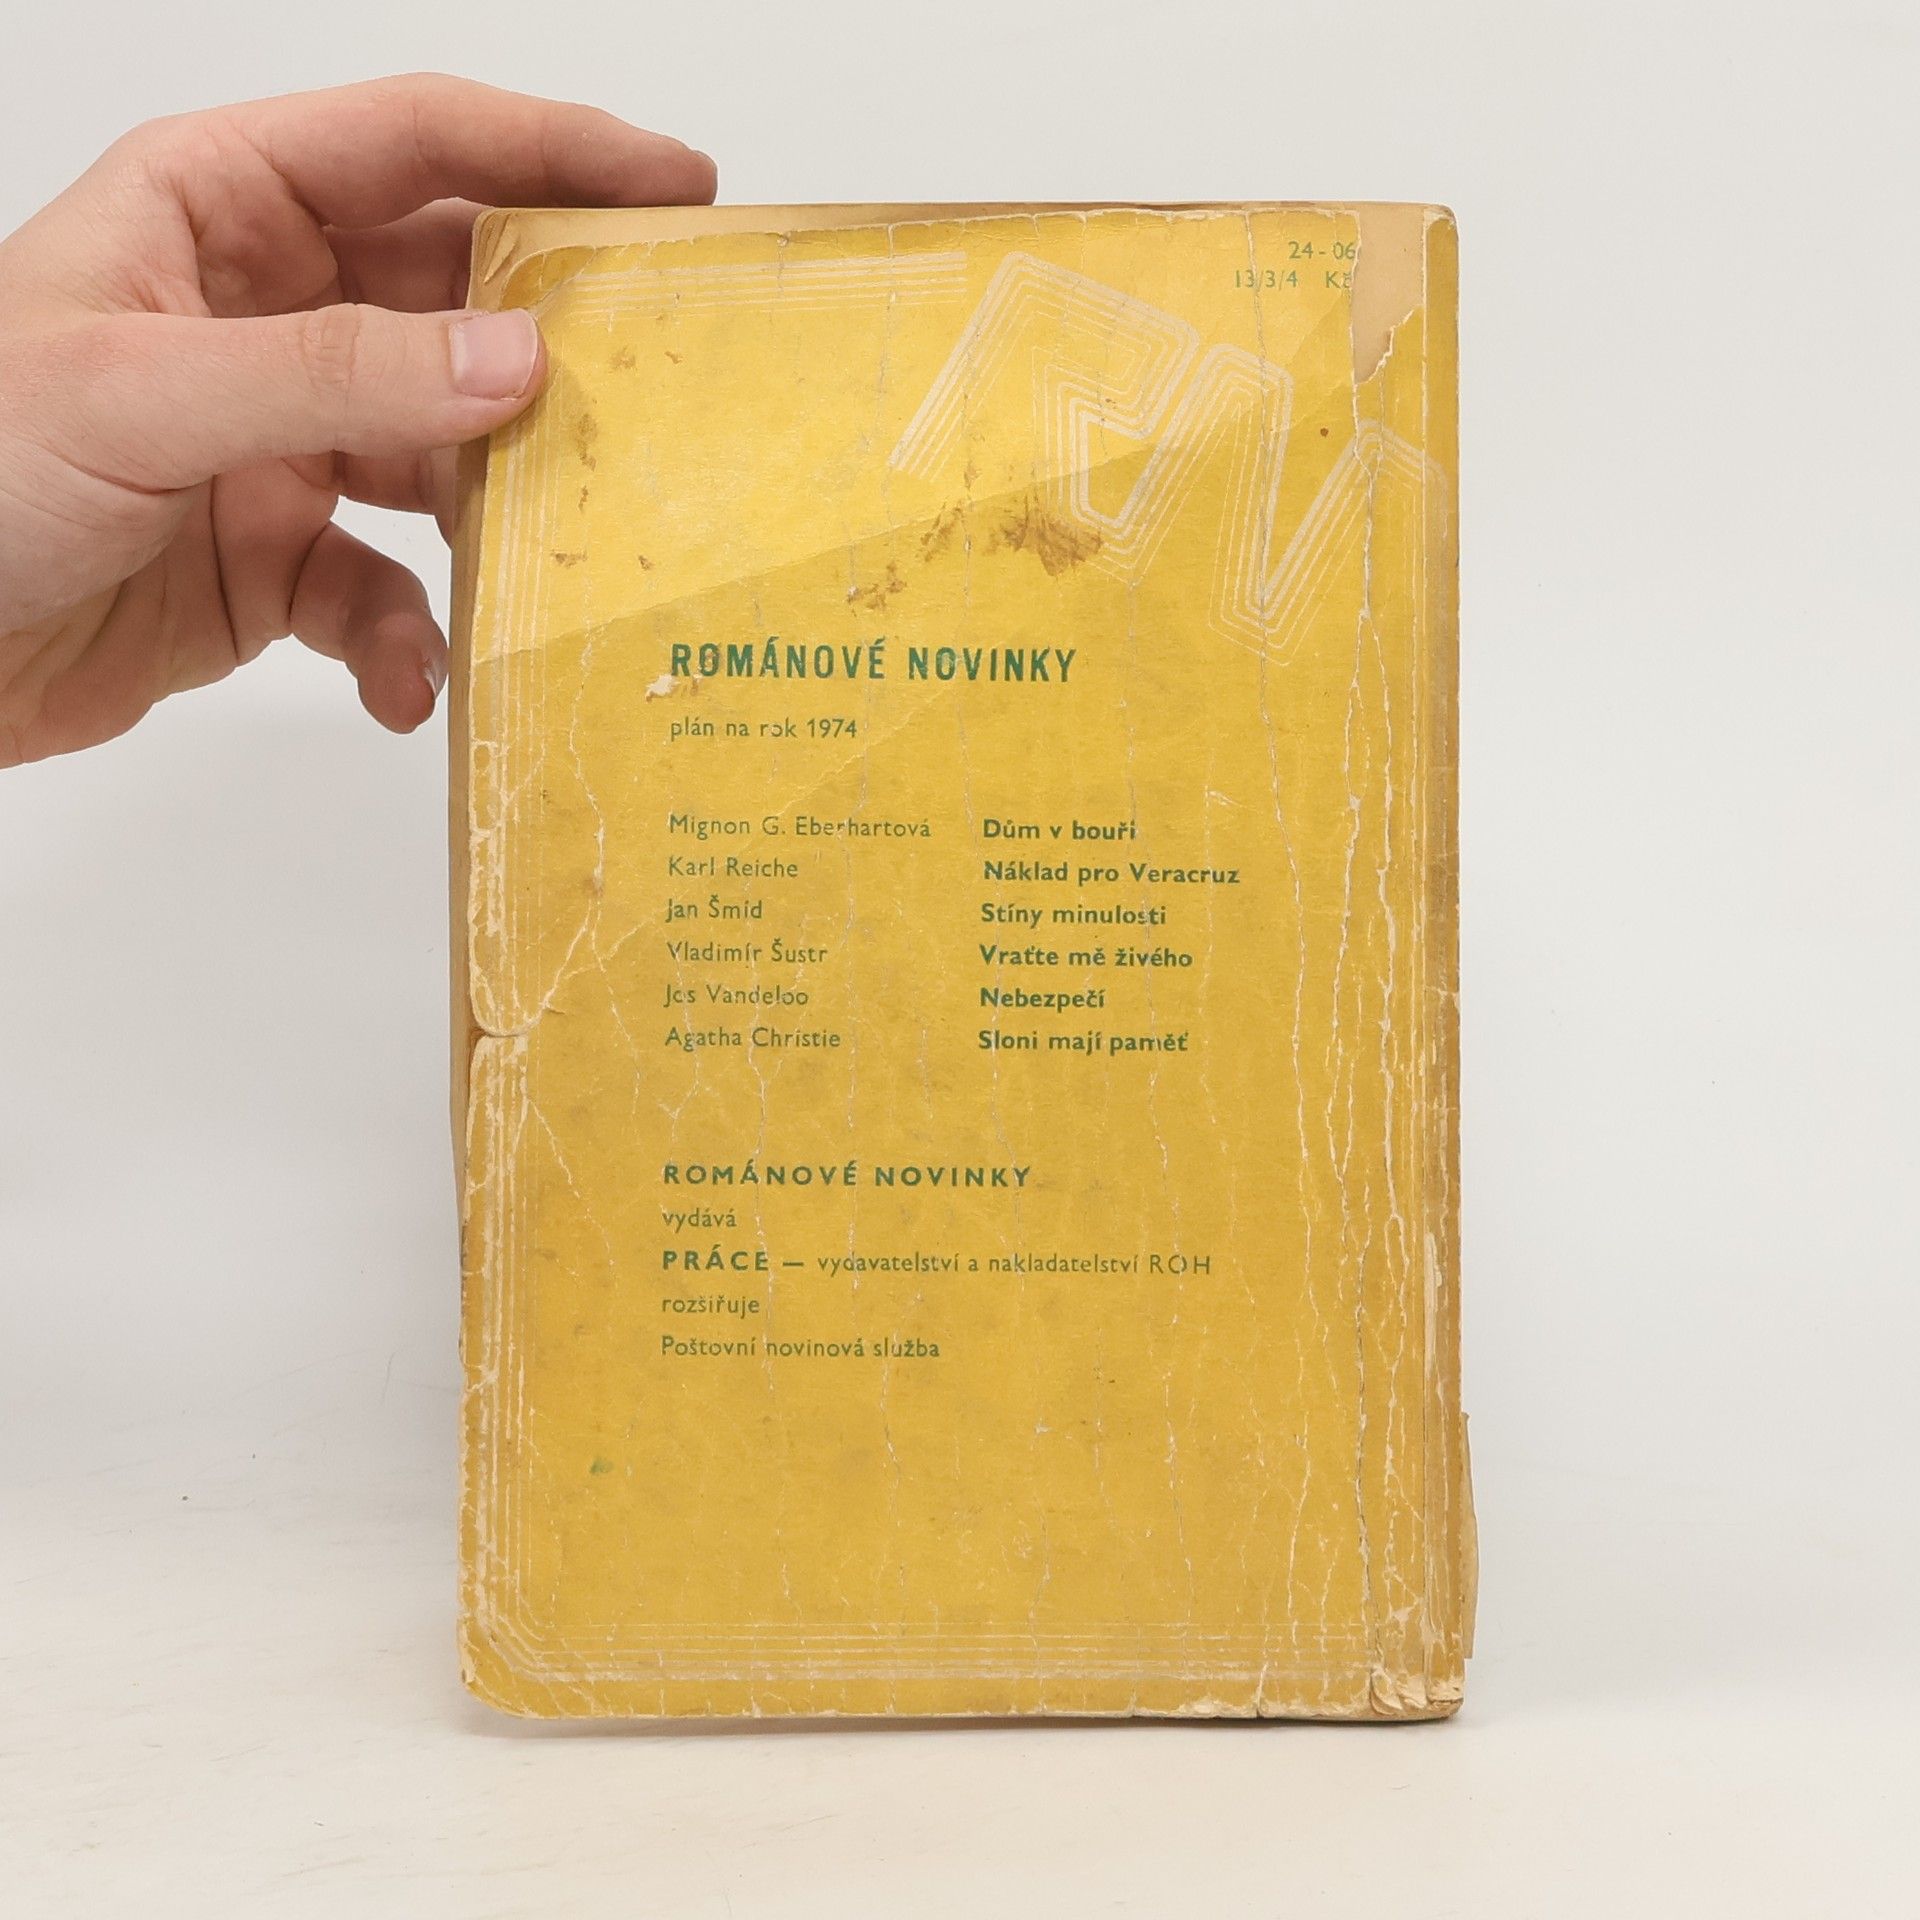 24-06
13/3/4 Kč
RN
ROMÁNOVÉ NOVINKY
plán na rok 1974
Mignon G. Eberhartová Dům v bouři
Karl Reiche Náklad pro Veracruz
Jan Šmíd Stíny minulosti
Vladimír Šustr Vraťte mě živého
Jos Vandeloo Nebezpečí
Agatha Christie Sloni mají paměť
ROMÁNOVÉ NOVINKY
vydává
PRÁCE — vydavatelství a nakladatelství ROH
rozšiřuje
Poštovní novinová služba